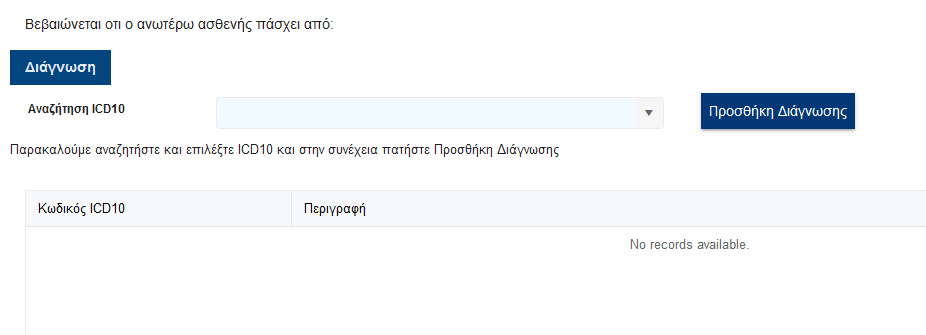 Βεβαιώνεται οτι ο ανωτέρω ασθενής πάσχει από:
Διάγνωση
Αναζήτηση ICD10
Προσθήκη Διάγνωσης
Παρακαλούμε αναζητήστε και επιλέξτε ICD10 και στην συνέχεια πατήστε Προσθήκη Διάγνωσης
Κωδικός ICD10 Περιγραφή
No records available.